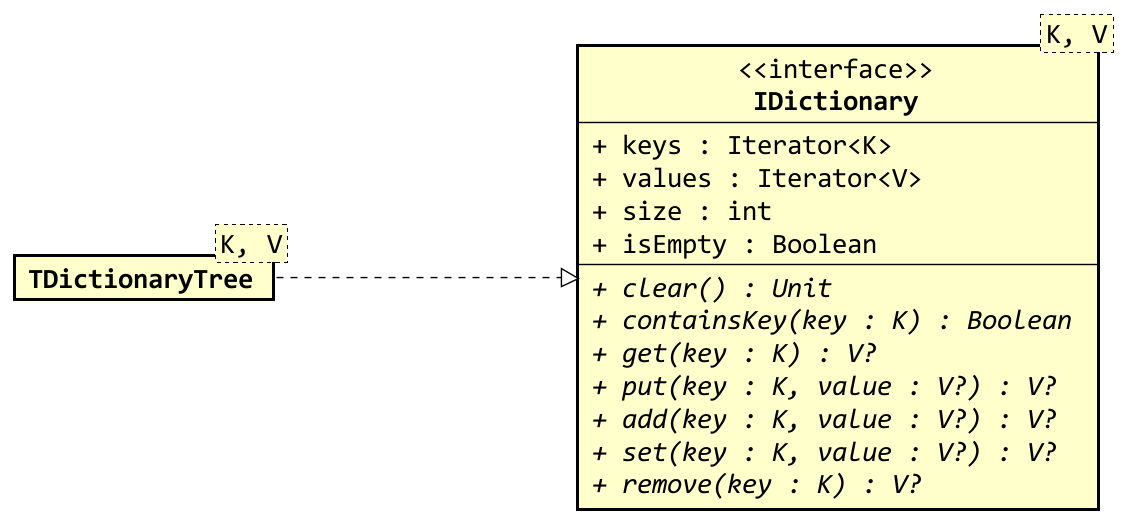 K, V
<<interface>>
IDictionary
+ keys : Iterator<K>
+ values : Iterator<V>
+ size : int
+ isEmpty : Boolean
+ clear() : Unit
+ containsKey(key : K) : Boolean
+ get(key : K) : V?
+ put(key : K, value : V?) : V?
+ add(key : K, value : V?) : V?
+ set(key : K, value : V?) : V?
+ remove(key : K) : V?
K, V
TDictionaryTree